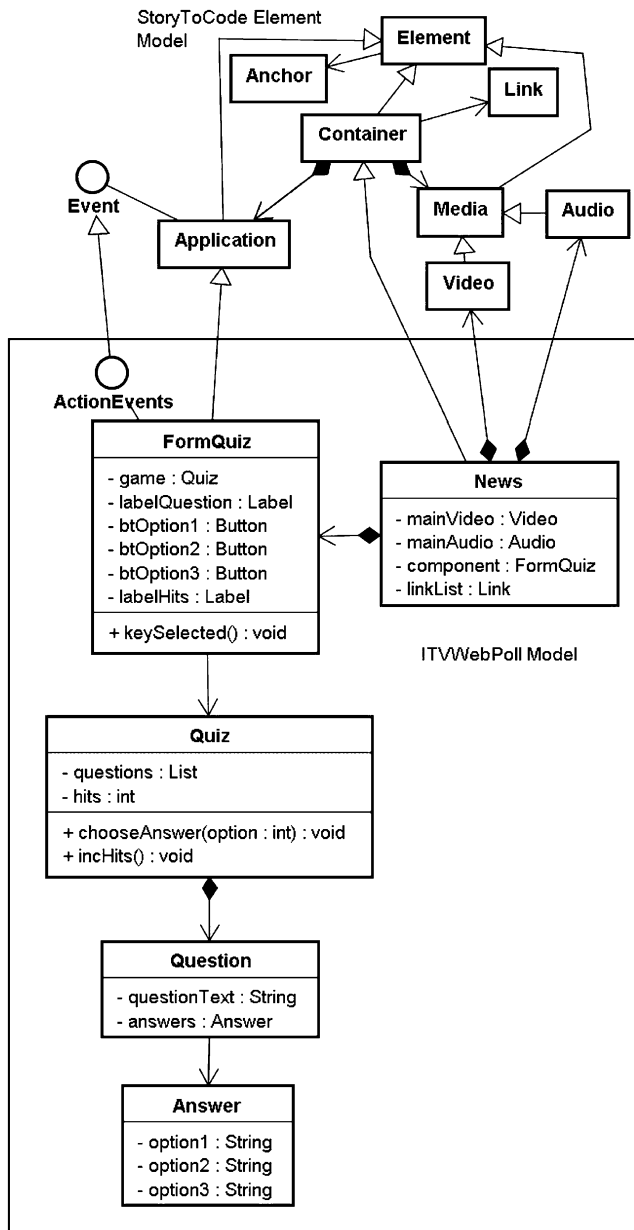 StoryToCode Element
Model
Element
Anchor
Link
Container
Event
Application
Media
Audio
Video
ActionEvents
FormQuiz
- game : Quiz
- labelQuestion : Label
- btOption1 : Button
- btOption2 : Button
- btOption3 : Button
- labelHits : Label
+ keySelected() : void
News
- mainVideo : Video
- mainAudio : Audio
- component : FormQuiz
- linkList : Link
ITVWebPoll Model
Quiz
- questions : List
- hits : int
+ chooseAnswer(option : int) : void
+ incHits() : void
Question
- questionText : String
- answers : Answer
Answer
- option1 : String
- option2 : String
- option3 : String